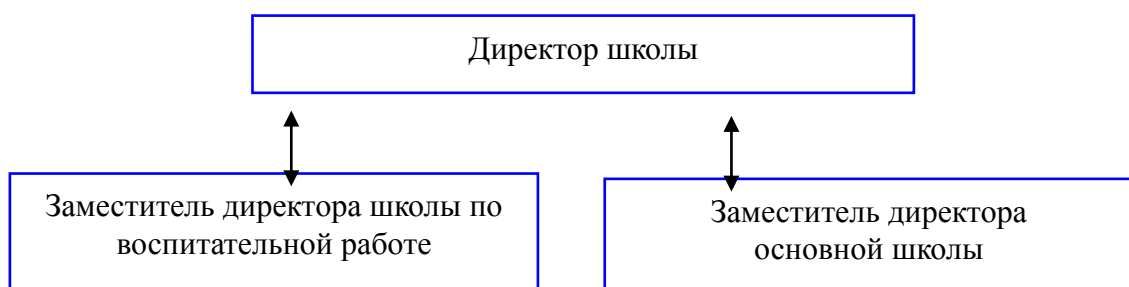 Директор школы
Заместитель директора школы по
воспитательной работе
Заместитель директора
основной школы